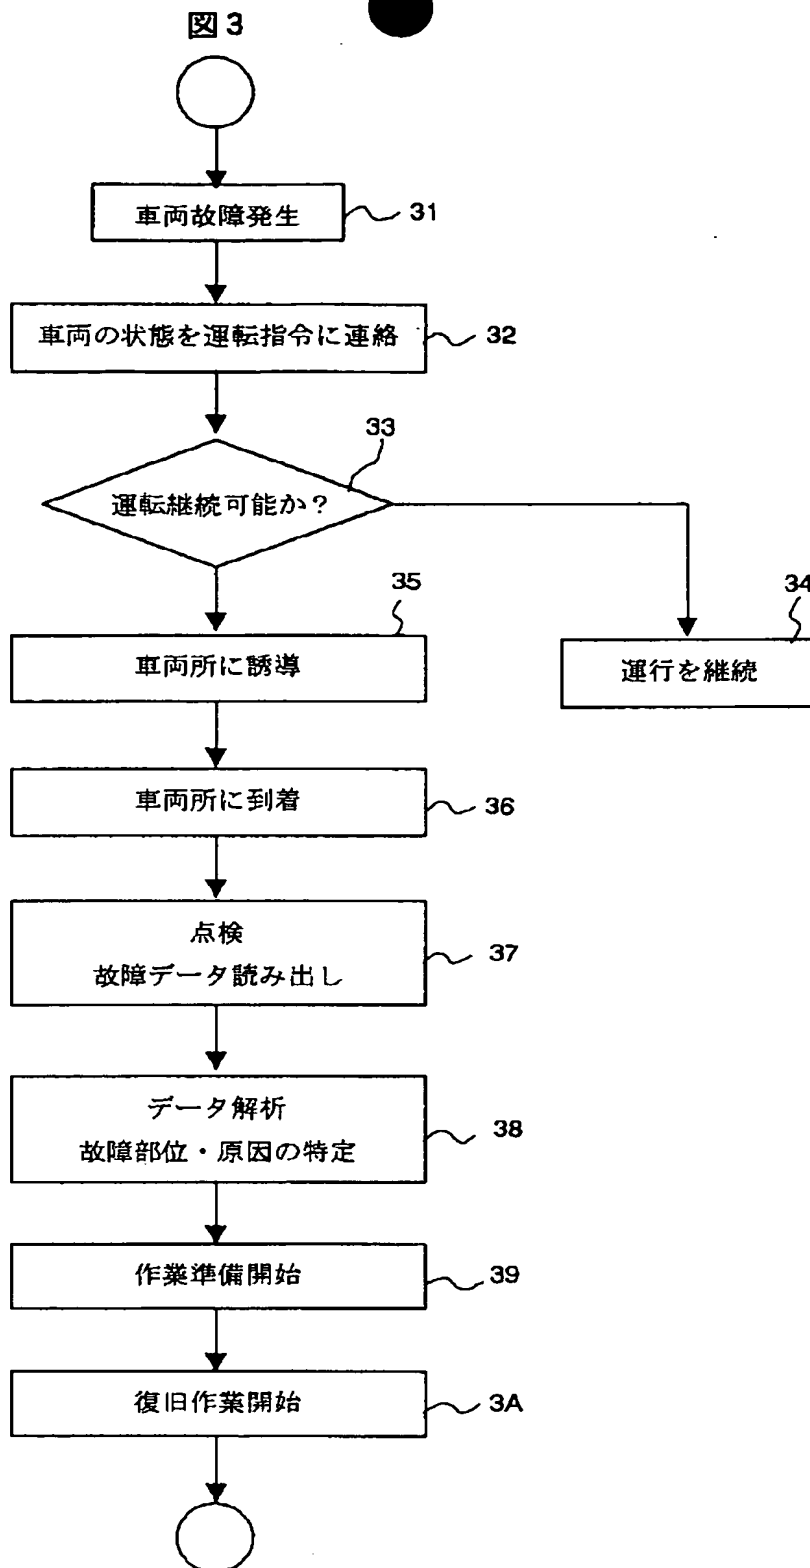 図3
車両故障発生
31
車両の状態を運転指令に連絡
32
33
運転継続可能か？
35
34
車両所に誘導
運行を継続
車両所に到着
36
点検
故障データ読み出し
37
データ解析
故障部位・原因の特定
38
作業準備開始
39
復旧作業開始
3A